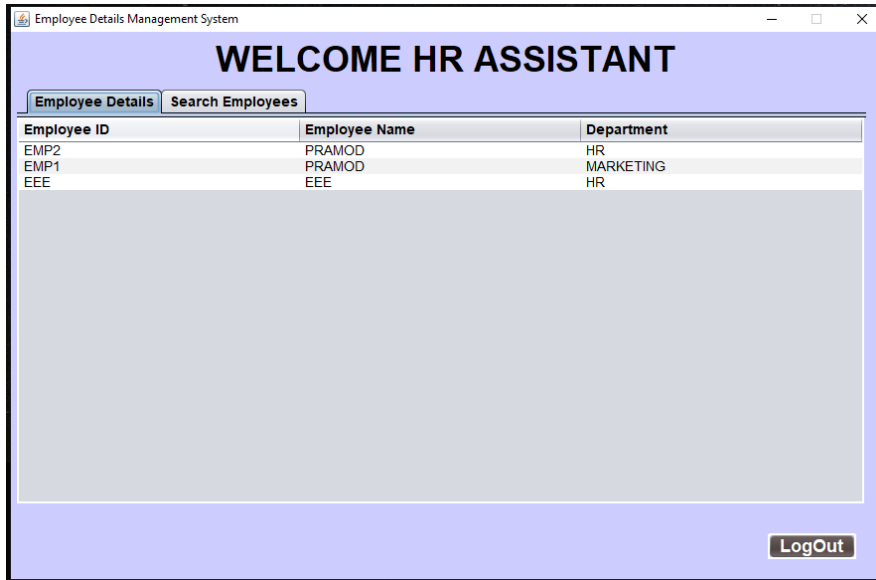 Employee Details Management System
WELCOME HR ASSISTANT
Employee Details Search Employees
Employee ID Employee Name Department
EMP2 PRAMOD HR
EMP1 PRAMOD MARKETING
EEE EEE HR
LogOut